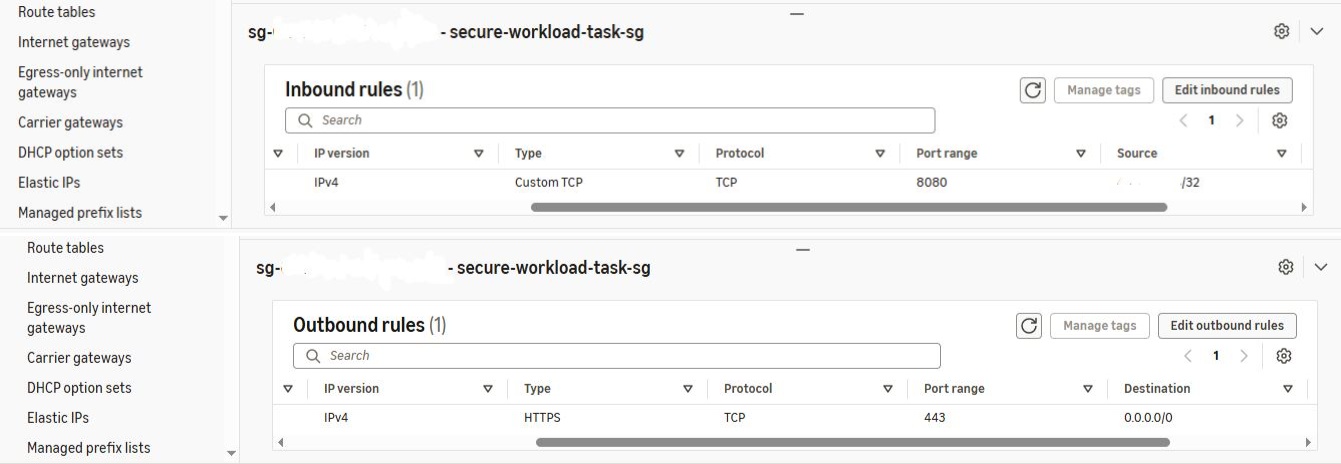 Route tables
Internet gateways
Egress-only internet
gateways
Carrier gateways
DHCP option sets
Elastic IPs
Managed prefix lists
sg- - secure-workload-task-sg
Inbound rules (1)
Manage tags
Edit inbound rules
Search
1
IP version Type Protocol Port range Source
IPv4 Custom TCP TCP 8080 /32
Route tables
Internet gateways
Egress-only internet
gateways
Carrier gateways
DHCP option sets
Elastic IPs
Managed prefix lists
sg- - secure-workload-task-sg
Outbound rules (1)
Manage tags
Edit outbound rules
Search
1
IP version Type Protocol Port range Destination
IPv4 HTTPS TCP 443 0.0.0.0/0